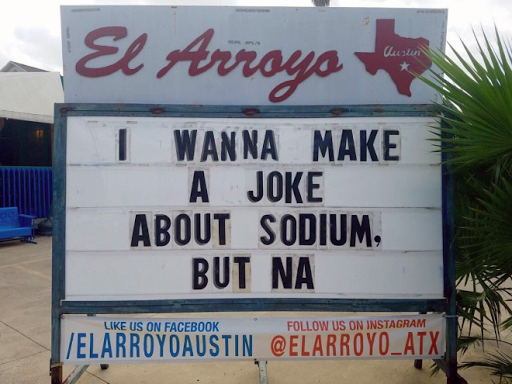 El Arroyo
Austin
I WANNA MAKE
A JOKE
ABOUT SODIUM,
BUT NA
LIKE US ON FACEBOOK
/ELARROYOAUSTIN
FOLLOW US ON INSTAGRAM
@ELARROYO_ATX